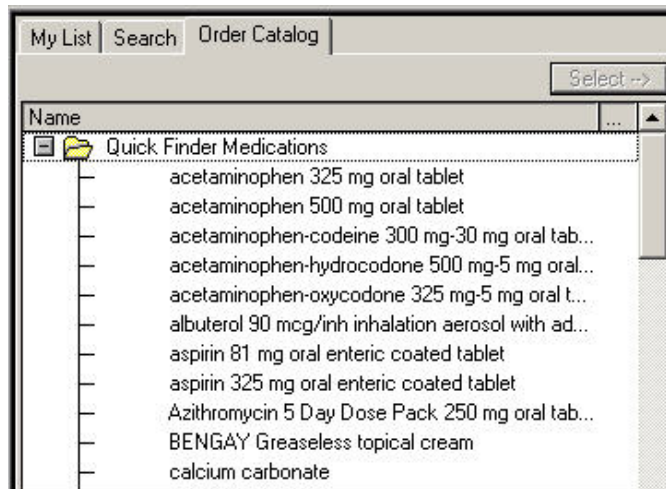 My List Search Order Catalog
Select -->
Name ...
Quick Finder Medications
acetaminophen 325 mg oral tablet
acetaminophen 500 mg oral tablet
acetaminophen-codeine 300 mg-30 mg oral tab...
acetaminophen-hydrocodone 500 mg-5 mg oral...
acetaminophen-oxycodone 325 mg-5 mg oral t...
albuterol 90 mcg/inh inhalation aerosol with ad...
aspirin 81 mg oral enteric coated tablet
aspirin 325 mg oral enteric coated tablet
Azithromycin 5 Day Dose Pack 250 mg oral tab...
BENGAY Greaseless topical cream
calcium carbonate